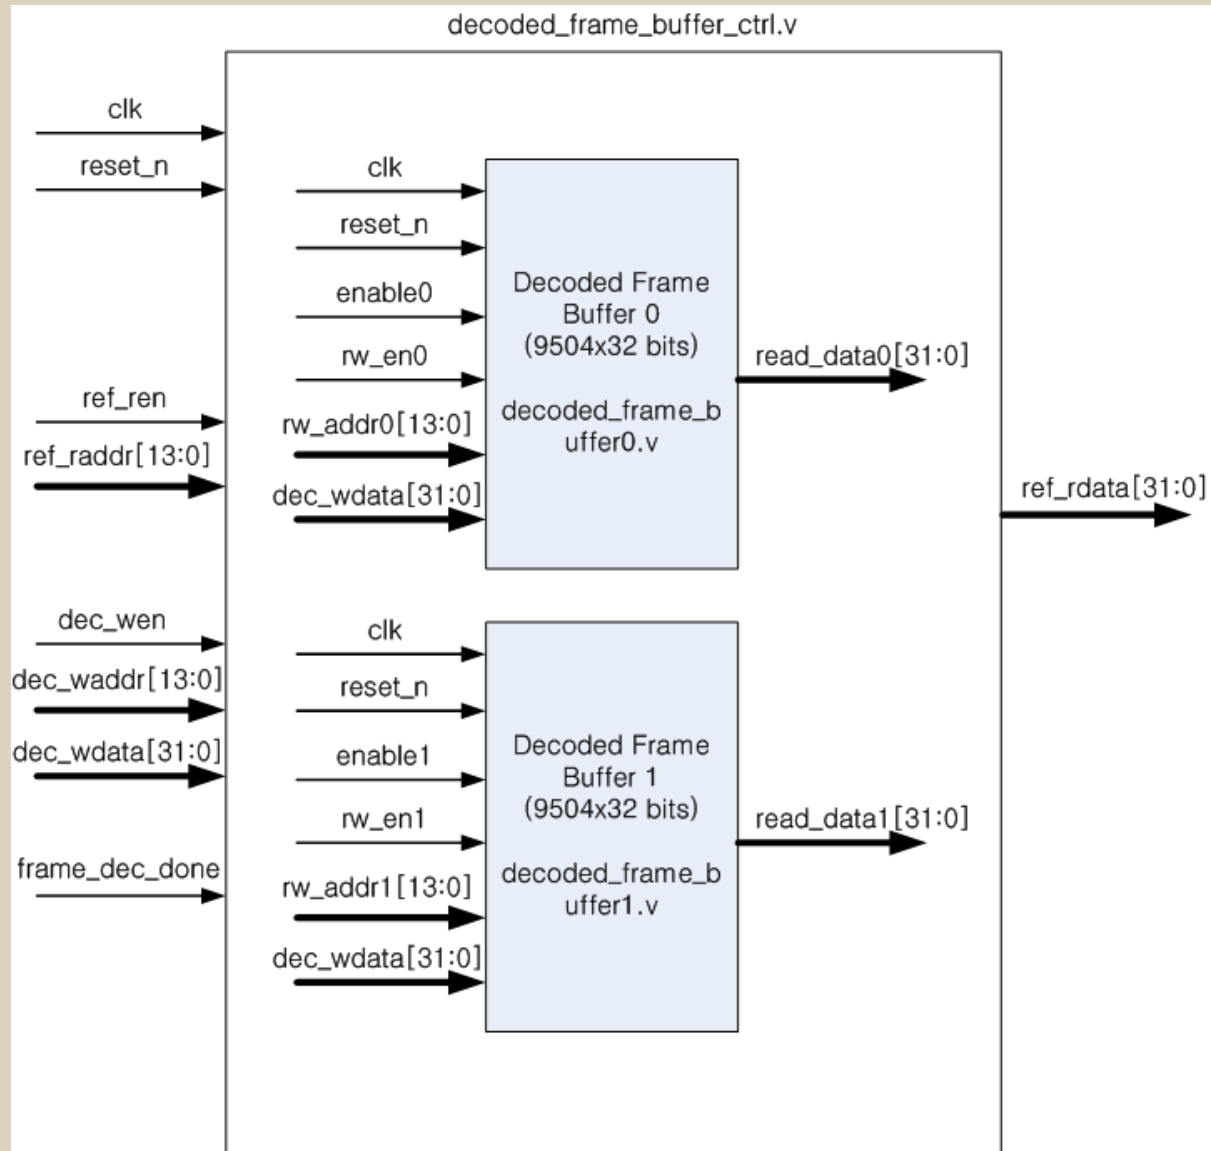 decoded_frame_buffer_ctrl.v
clk
reset_n
ref_ren
ref_raddr[13:0]
dec_wen
dec_waddr[13:0]
dec_wdata[31:0]
frame_dec_done
clk
reset_n
enable0
rw_en0
rw_addr0[13:0]
dec_wdata[31:0]
Decoded Frame
Buffer 0
(9504x32 bits)
decoded_frame_b
uffer0.v
read_data0[31:0]
clk
reset_n
enable1
rw_en1
rw_addr1[13:0]
dec_wdata[31:0]
Decoded Frame
Buffer 1
(9504x32 bits)
decoded_frame_b
uffer1.v
read_data1[31:0]
ref_rdata[31:0]